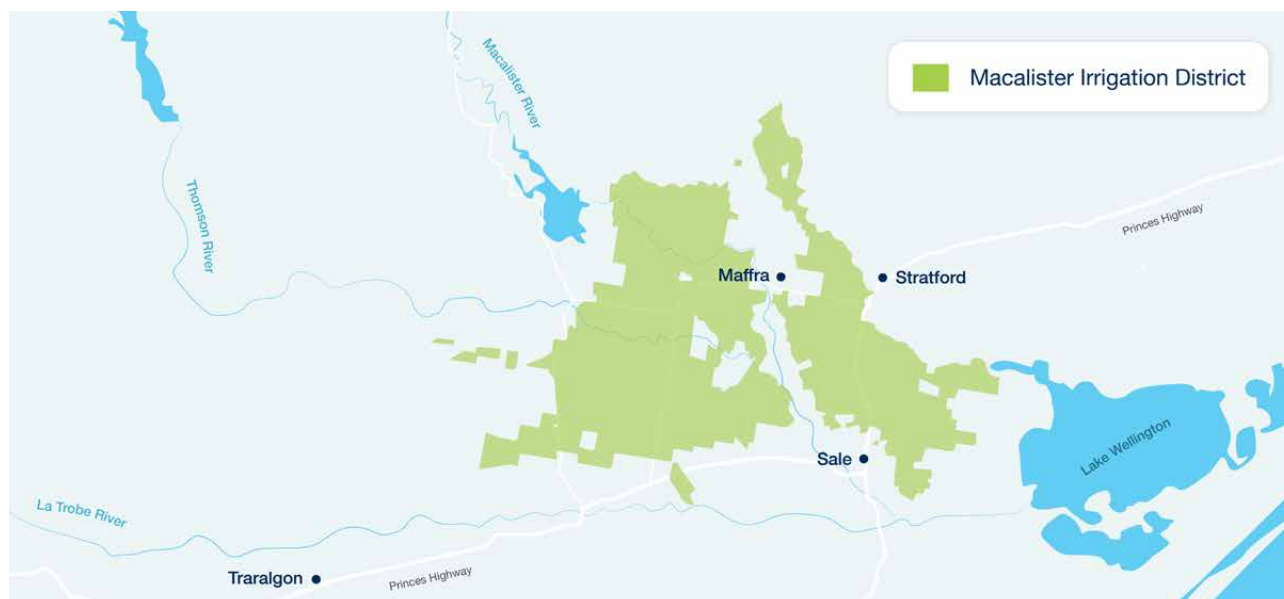 Macalister Irrigation District
Macalister River
Thomson River
Princes Highway
Maffra
Stratford
Lake Wellington
Sale
La Trobe River
Traralgon
Princes Highway